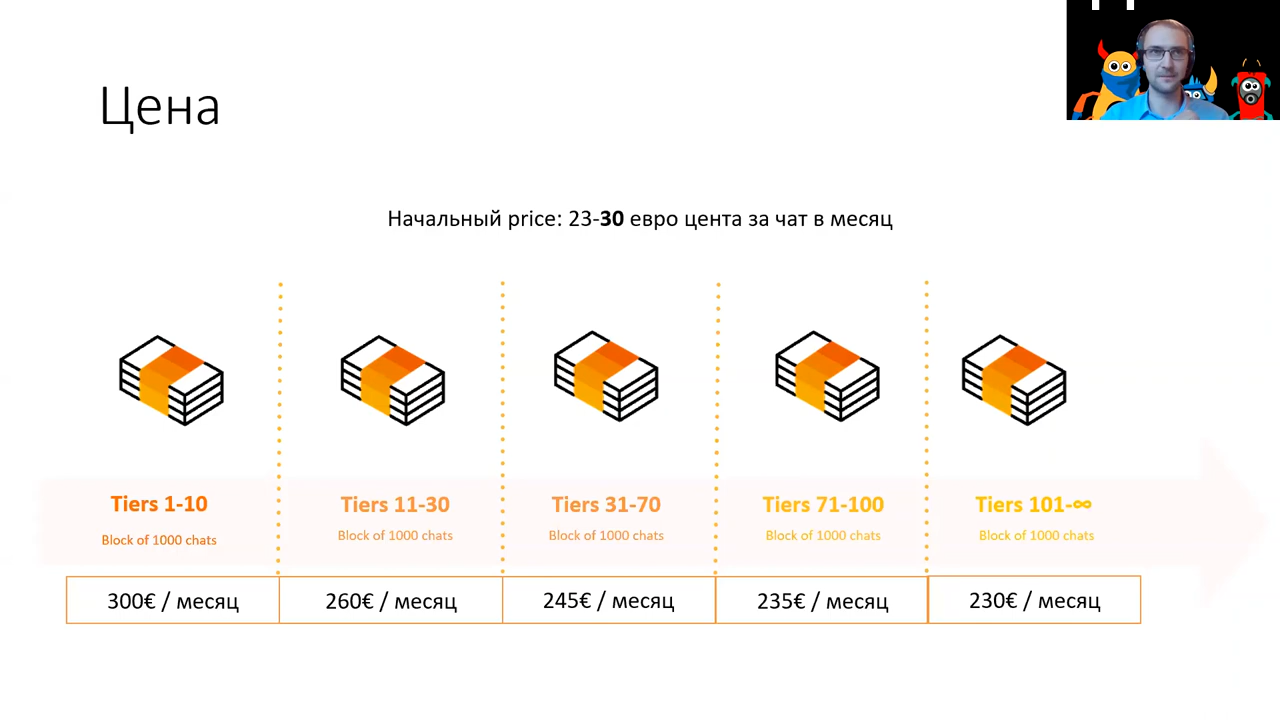 Цена
Начальный price: 23-30 евро цента за чат в месяц
Tiers 1-10
Block of 1000 chats
300€ / месяц
Tiers 11-30
Block of 1000 chats
260€ / месяц
Tiers 31-70
Block of 1000 chats
245€ / месяц
Tiers 71-100
Block of 1000 chats
235€ / месяц
Tiers 101-∞
Block of 1000 chats
230€ / месяц